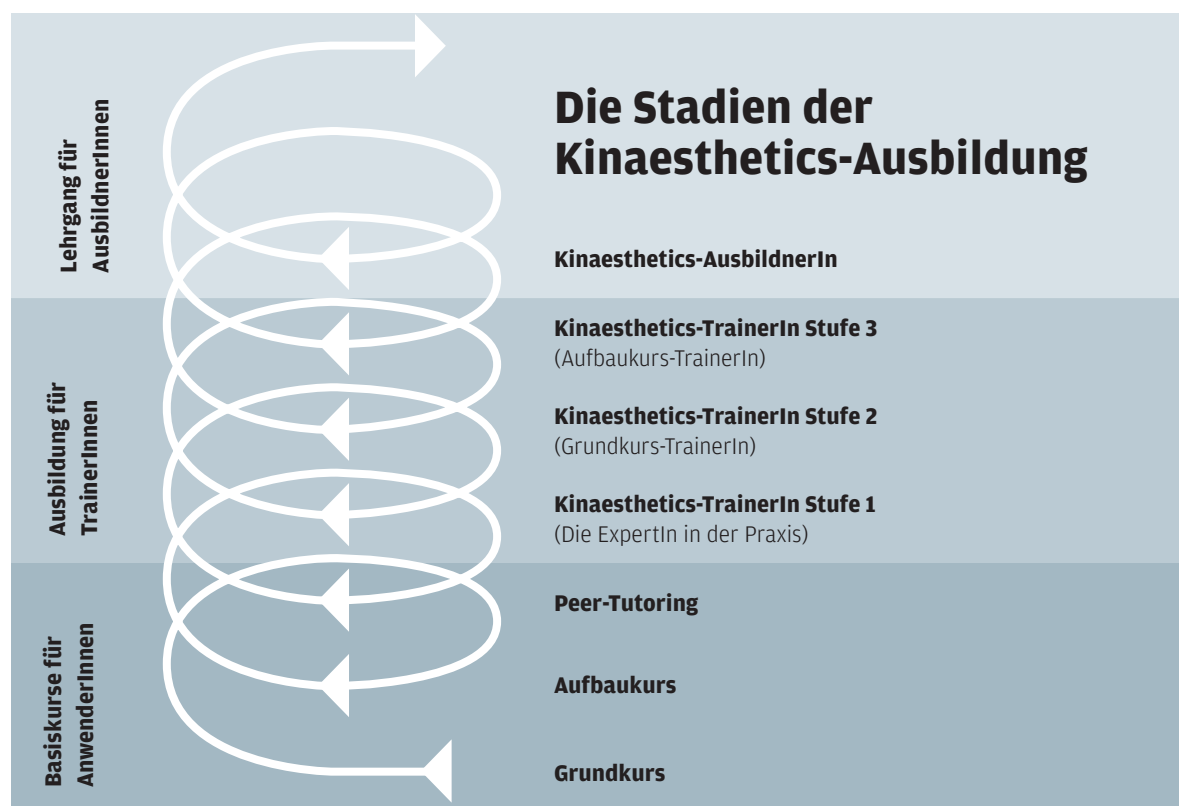 Die Stadien der
Kinaesthetics-Ausbildung
Lehrgang für
AusbildnerInnen
Kinaesthetics-AusbildnerIn
Ausbildung für
TrainerInnen
Kinaesthetics-TrainerIn Stufe 3
(Aufbaukurs-TrainerIn)
Kinaesthetics-TrainerIn Stufe 2
(Grundkurs-TrainerIn)
Kinaesthetics-TrainerIn Stufe 1
(Die ExpertIn in der Praxis)
Basiskurse für
AnwenderInnen
Peer-Tutoring
Aufbaukurs
Grundkurs